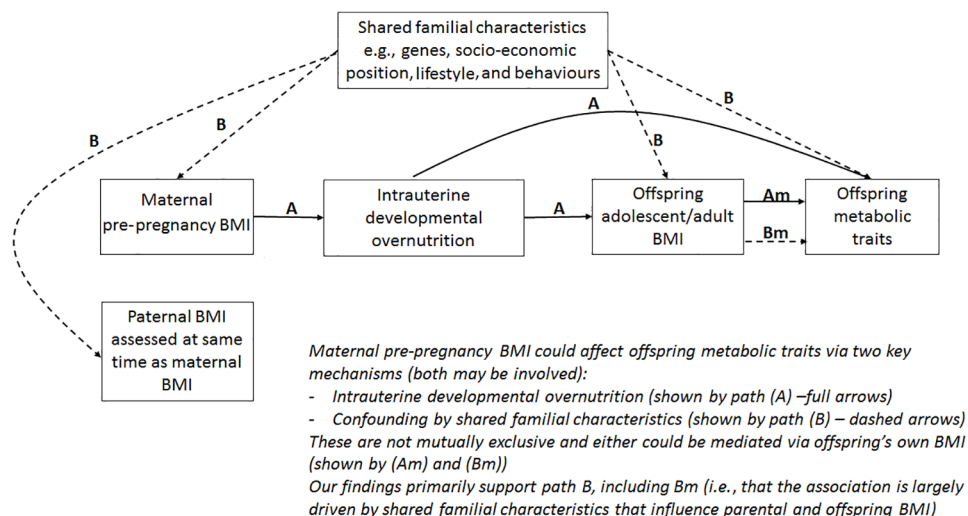 Shared familial characteristics
e.g., genes, socio-economic
position, lifestyle, and behaviours
A
B
B
B
B
Maternal
pre-pregnancy BMI
A
Intrauterine
developmental
overnutrition
A
Offspring
adolescent/adult
BMI
Am
Bm
Offspring
metabolic
traits
Paternal BMI
assessed at same
time as maternal
BMI
Maternal pre-pregnancy BMI could affect offspring metabolic traits via two key
mechanisms (both may be involved):
- Intrauterine developmental overnutrition (shown by path (A) –full arrows)
- Confounding by shared familial characteristics (shown by path (B) – dashed arrows)
These are not mutually exclusive and either could be mediated via offspring's own BMI
(shown by (Am) and (Bm))
Our findings primarily support path B, including Bm (i.e., that the association is largely
driven by shared familial characteristics that influence parental and offspring BMI)